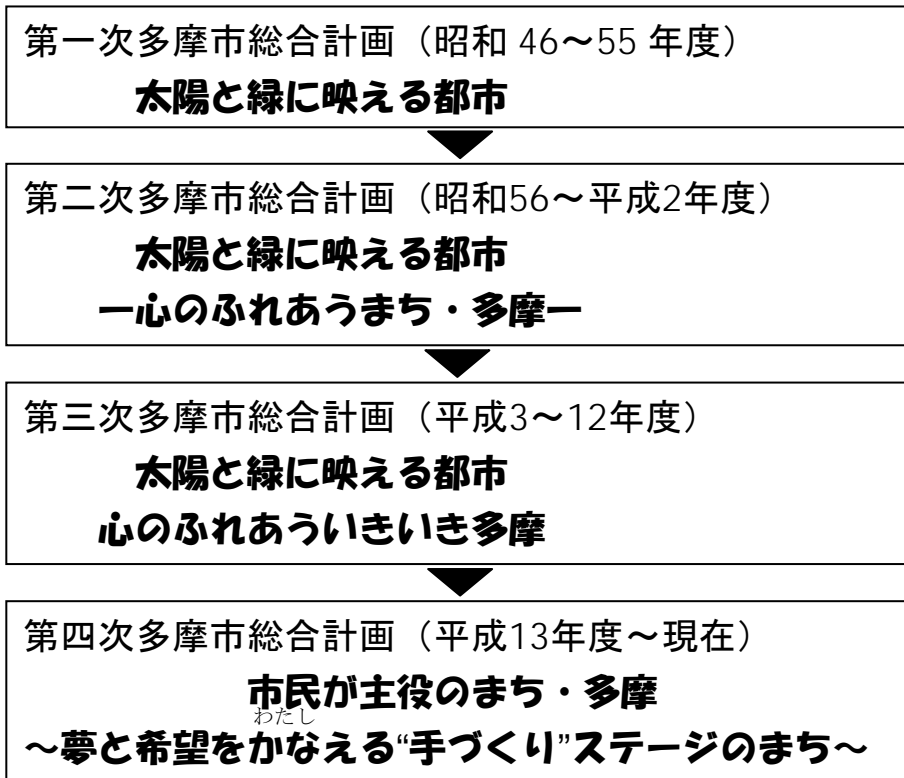 第一次多摩市総合計画（昭和 46～55 年度）
太陽と緑に映える都市
第二次多摩市総合計画（昭和56～平成2年度）
太陽と緑に映える都市
―心のふれあうまち・多摩―
第三次多摩市総合計画（平成3～12年度）
太陽と緑に映える都市
心のふれあういきいき多摩
第四次多摩市総合計画（平成13年度～現在）
市民が主役のまち・多摩
わたし
～夢と希望をかなえる“手づくり”ステージのまち～